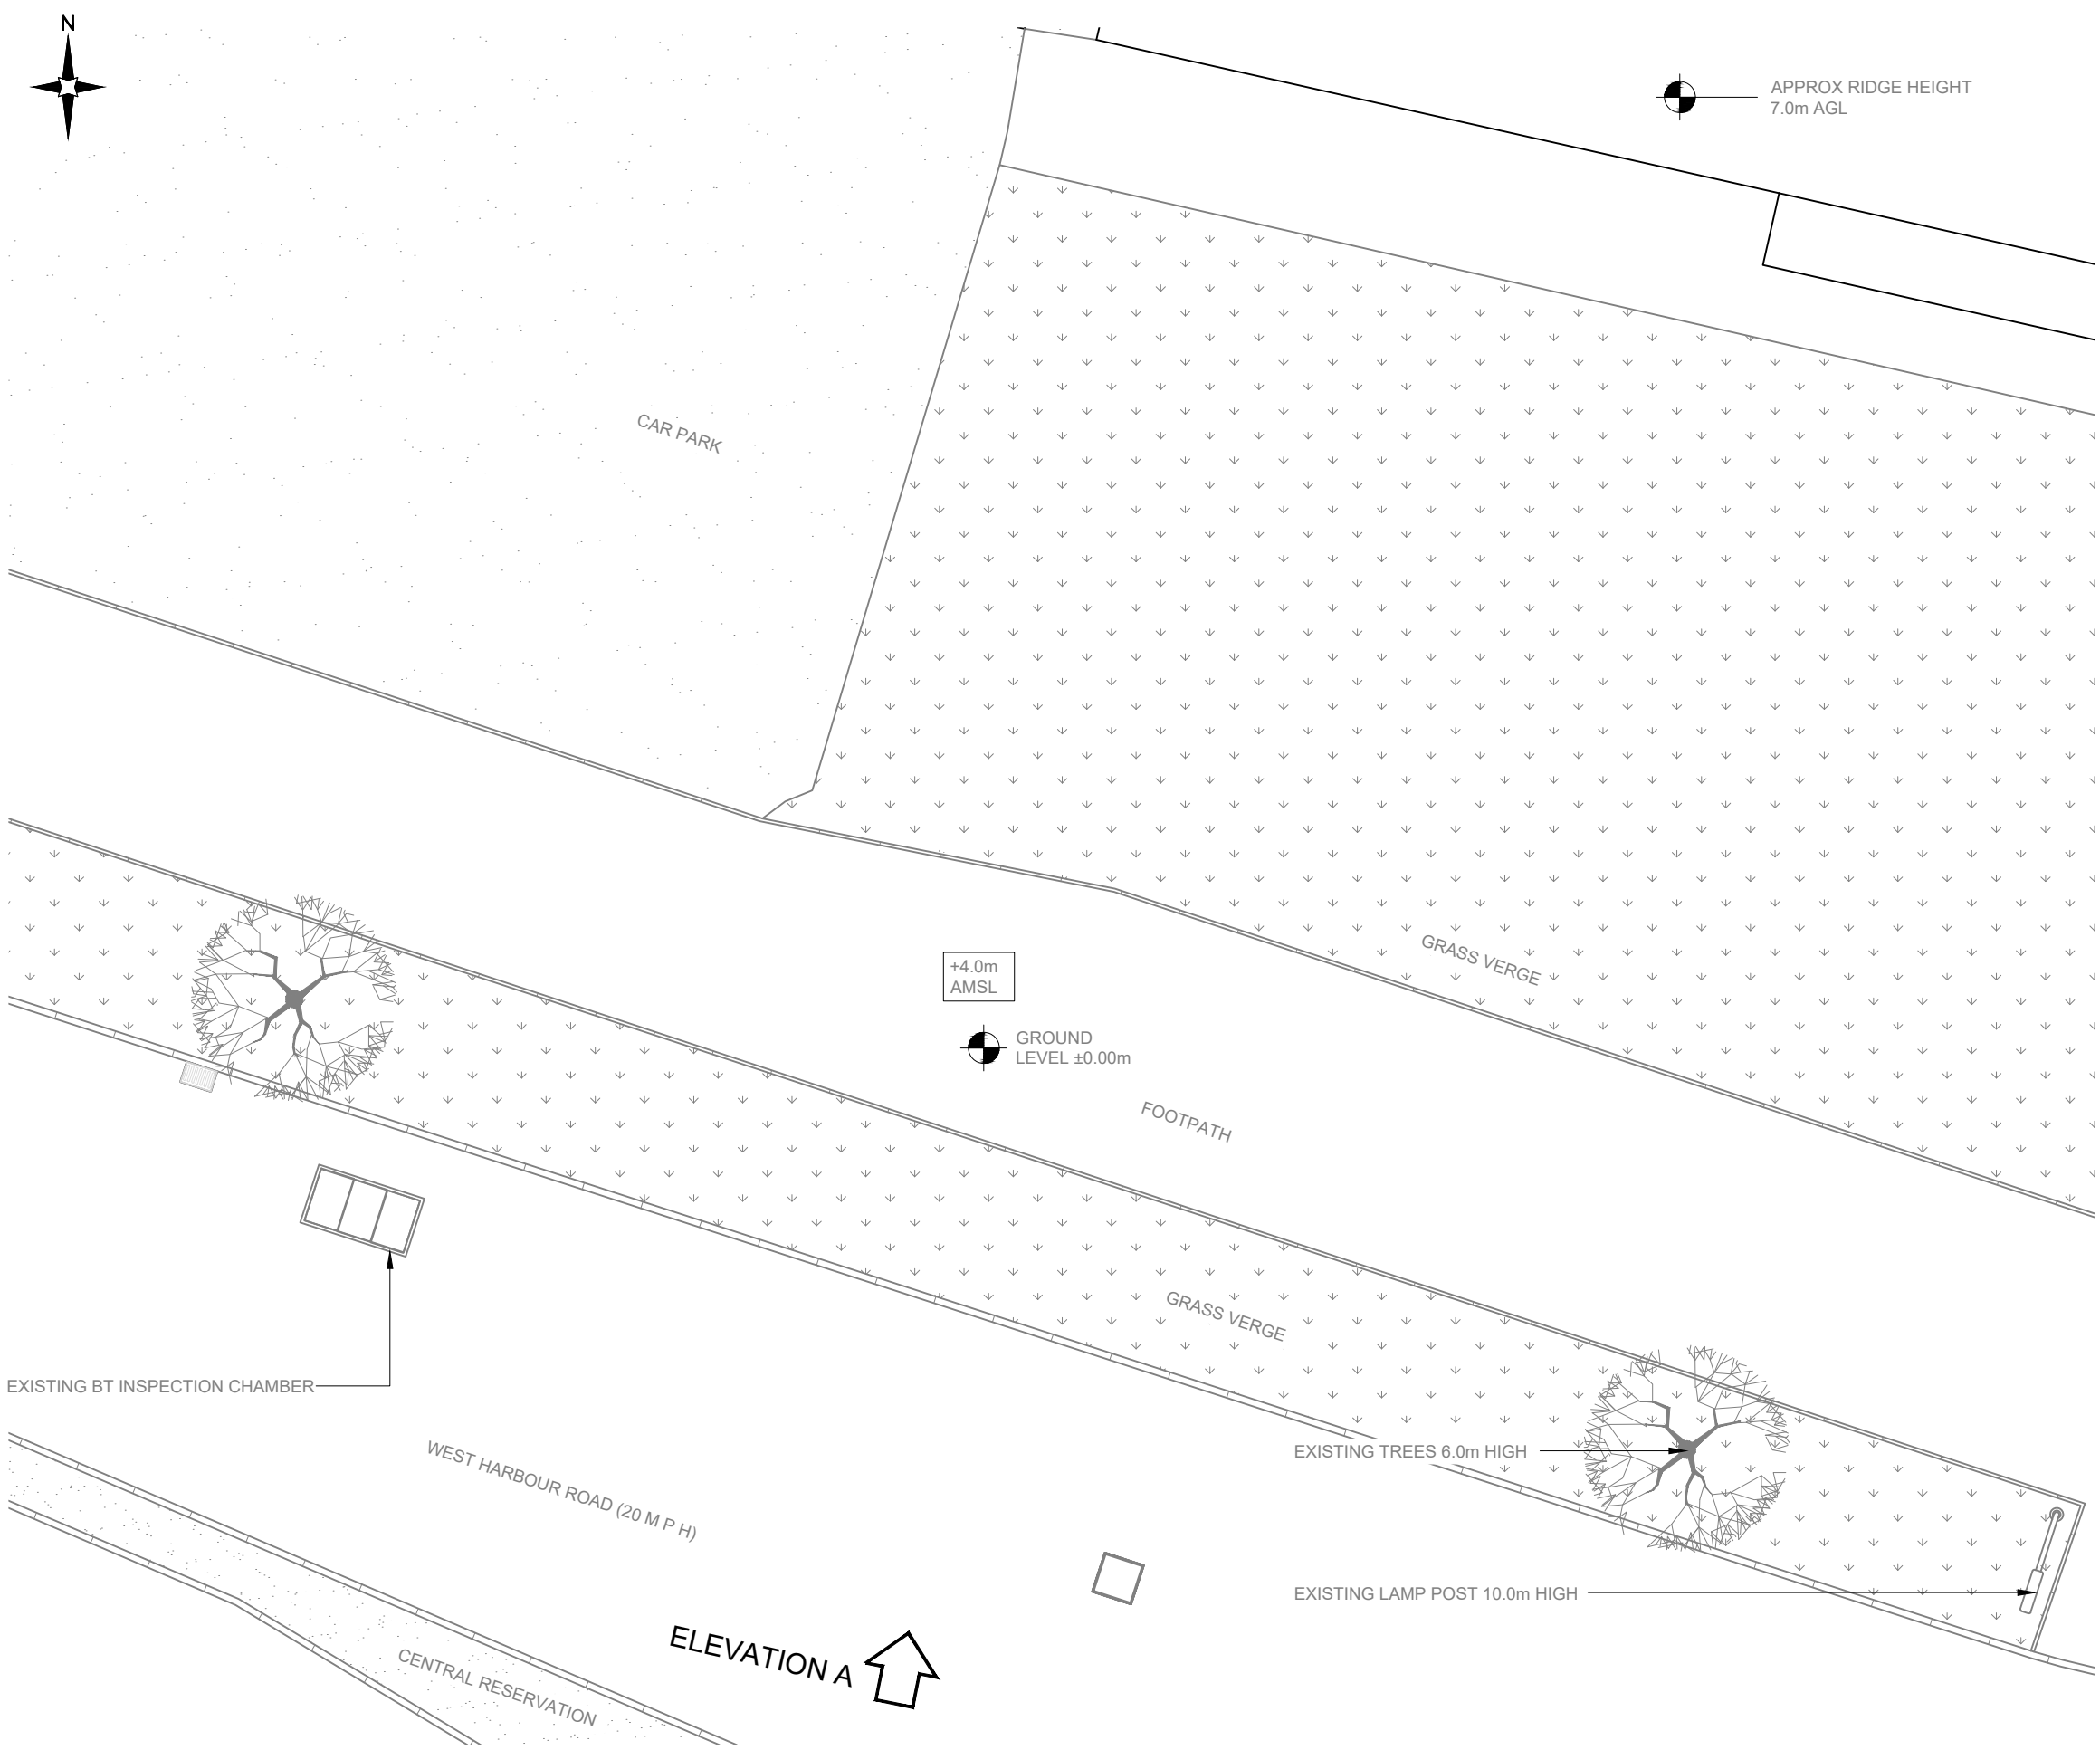 N
APPROX RIDGE HEIGHT
7.0m AGL
CAR PARK
GRASS VERGE
+4.0m
AMSL
GROUND
LEVEL ±0.00m
FOOTPATH
GRASS VERGE
EXISTING BT INSPECTION CHAMBER
WEST HARBOUR ROAD (20 M P H)
EXISTING TREES 6.0m HIGH
EXISTING LAMP POST 10.0m HIGH
ELEVATION A
CENTRAL RESERVATION